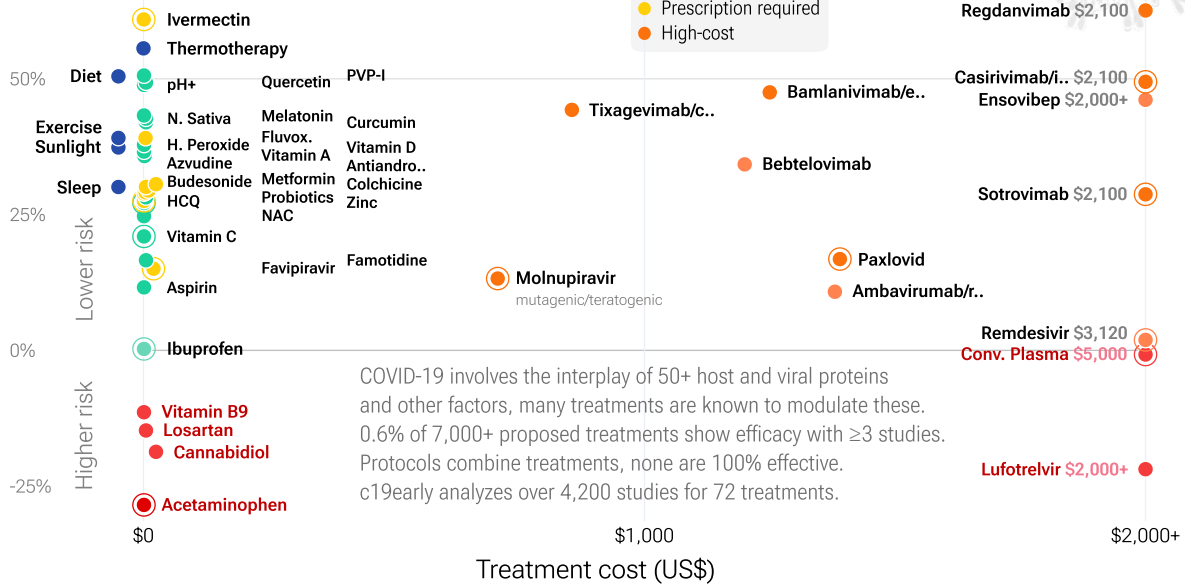 Ivermectin
Prescription required
Regdanvimab $2,100
High-cost
Thermotherapy
50%
Diet
pH+
Quercetin
PVP-I
Casirivimab/i.. $2,100
Bamlanivimab/e..
Ensovibep $2,000+
Tixagevimab/c..
N. Sativa
Melatonin
Curcumin
Exercise
Sunlight
H. Peroxide
Fluvox.
Vitamin D
Azvudine
Vitamin A
Antiandro..
Bebtelovimab
Sleep
Budesonide
Metformin
Colchicine
HCQ
Probiotics
Zinc
Sotrovimab $2,100
25%
NAC
Vitamin C
Lower risk
Favipiravir
Famotidine
Paxlovid
Molnupiravir
mutagenic/teratogenic
Aspirin
Ambavirumab/r..
Remdesivir $3,120
0%
Ibuprofen
Conv. Plasma $5,000
COVID-19 involves the interplay of 50+ host and viral proteins
and other factors, many treatments are known to modulate these.
0.6% of 7,000+ proposed treatments show efficacy with ≥3 studies.
Protocols combine treatments, none are 100% effective.
c19early analyzes over 4,200 studies for 72 treatments.
Higher risk
Vitamin B9
Losartan
Cannabidiol
Lufotrelvir $2,000+
-25%
Acetaminophen
$0
$1,000
$2,000+
Treatment cost (US$)